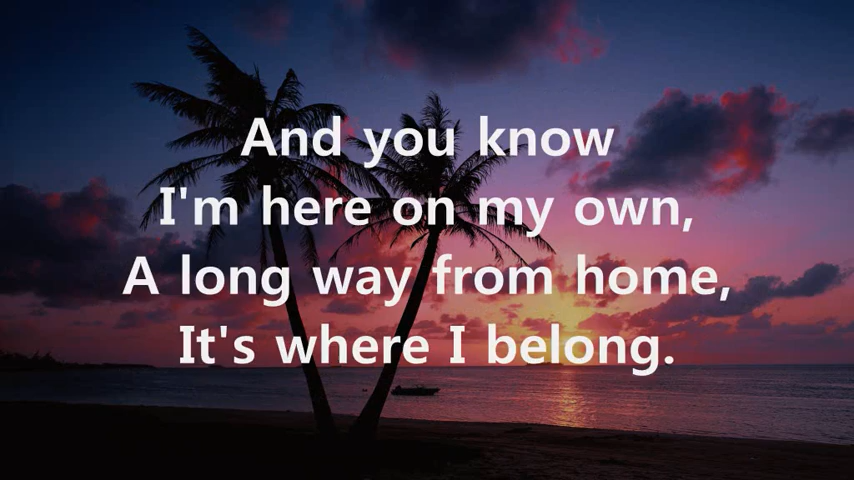 And you know
I'm here on my own,
A long way from home,
It's where I belong.